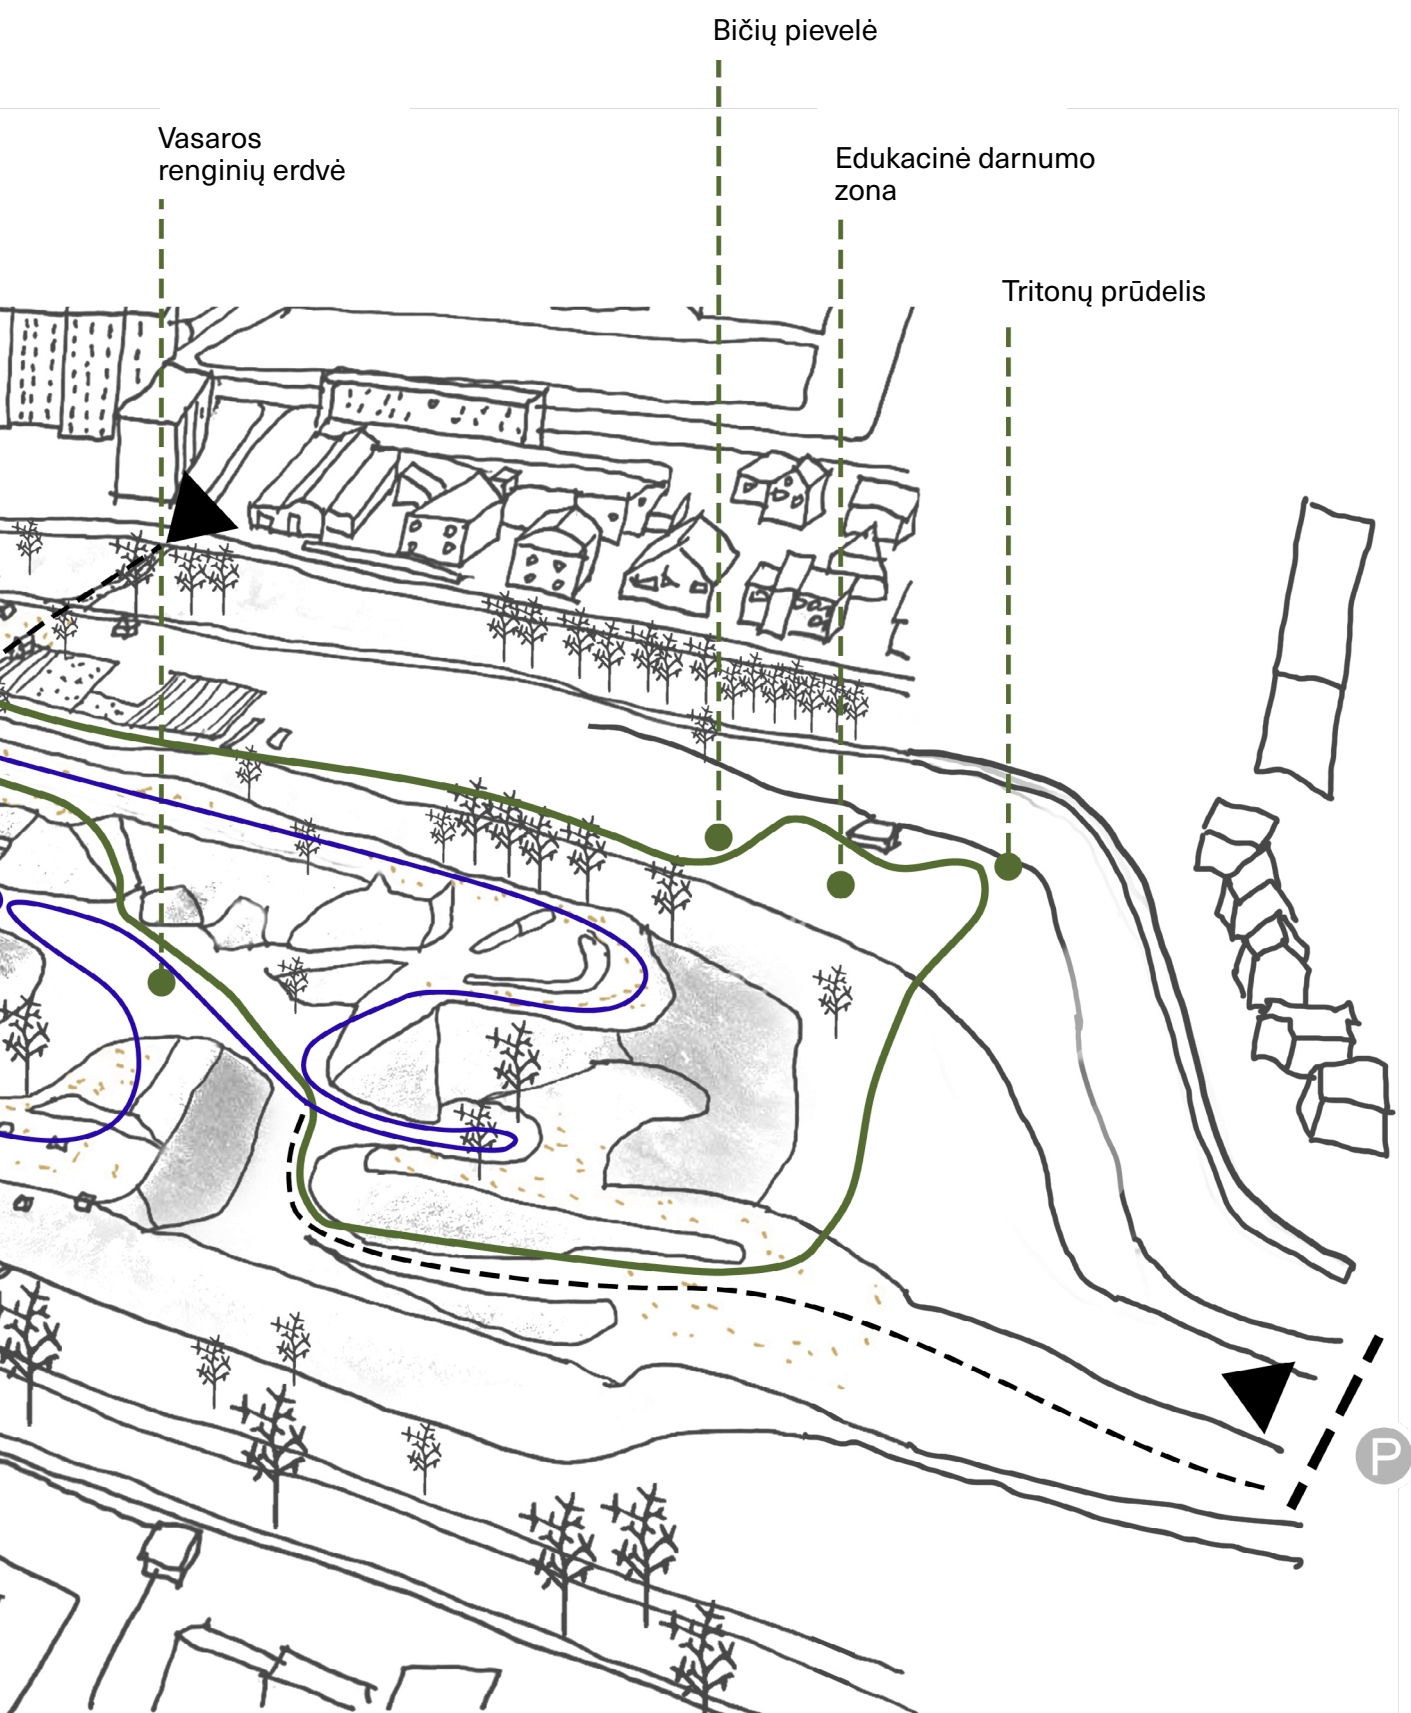 Bičių pievelė
Vasaros
renginių erdvė
Edukacinė darnumo
zona
Tritonų prūdelis
P